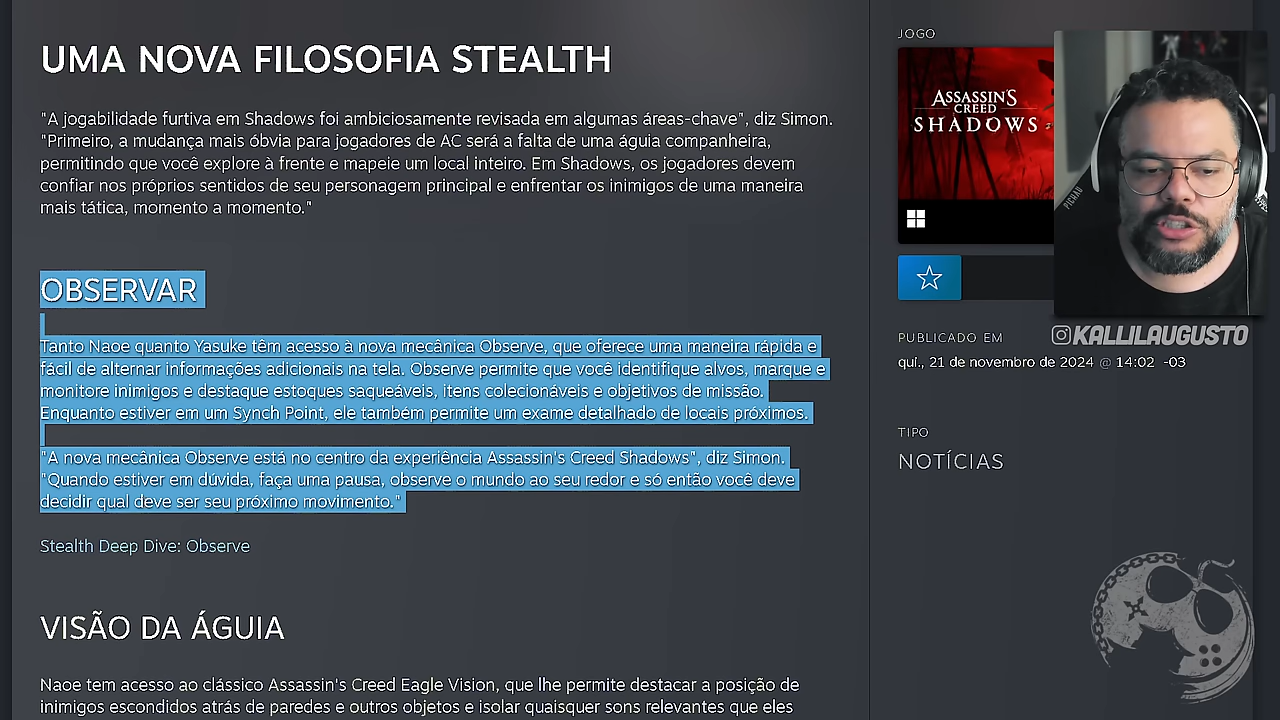 UMA NOVA FILOSOFIA STEALTH
"A jogabilidade furtiva em Shadows foi ambiciosamente revisada em algumas áreas-chave", diz Simon.
"Primeiro, a mudança mais óbvia para jogadores de AC será a falta de uma águia companheira,
permitindo que você explore à frente e mapeie um local inteiro. Em Shadows, os jogadores devem
confiar nos próprios sentidos de seu personagem principal e enfrentar os inimigos de uma maneira
mais tática, momento a momento."
OBSERVAR
Tanto Naoe quanto Yasuke têm acesso à nova mecânica Observe, que oferece uma maneira rápida e
fácil de alternar informações adicionais na tela. Observe permite que você identifique alvos, marque e
monitore inimigos e destaque estoques saqueáveis, itens colecionáveis e objetivos de missão.
Enquanto estiver em um Synch Point, ele também permite um exame detalhado de locais próximos.
"A nova mecânica Observe está no centro da experiência Assassin's Creed Shadows", diz Simon.
"Quando estiver em dúvida, faça uma pausa, observe o mundo ao seu redor e só então você deve
decidir qual deve ser seu próximo movimento."
Stealth Deep Dive: Observe
VISÃO DA ÁGUIA
Naoe tem acesso ao clássico Assassin's Creed Eagle Vision, que lhe permite destacar a posição de
inimigos escondidos atrás de paredes e outros objetos e isolar quaisquer sons relevantes que eles
JOGO
ASSASSIN'S
CREED
SHADOWS
PICHAU
KALLILAUGUSTO
PUBLICADO EM
qui., 21 de novembro de 2024 @ 14:02 -03
TIPO
NOTÍCIAS